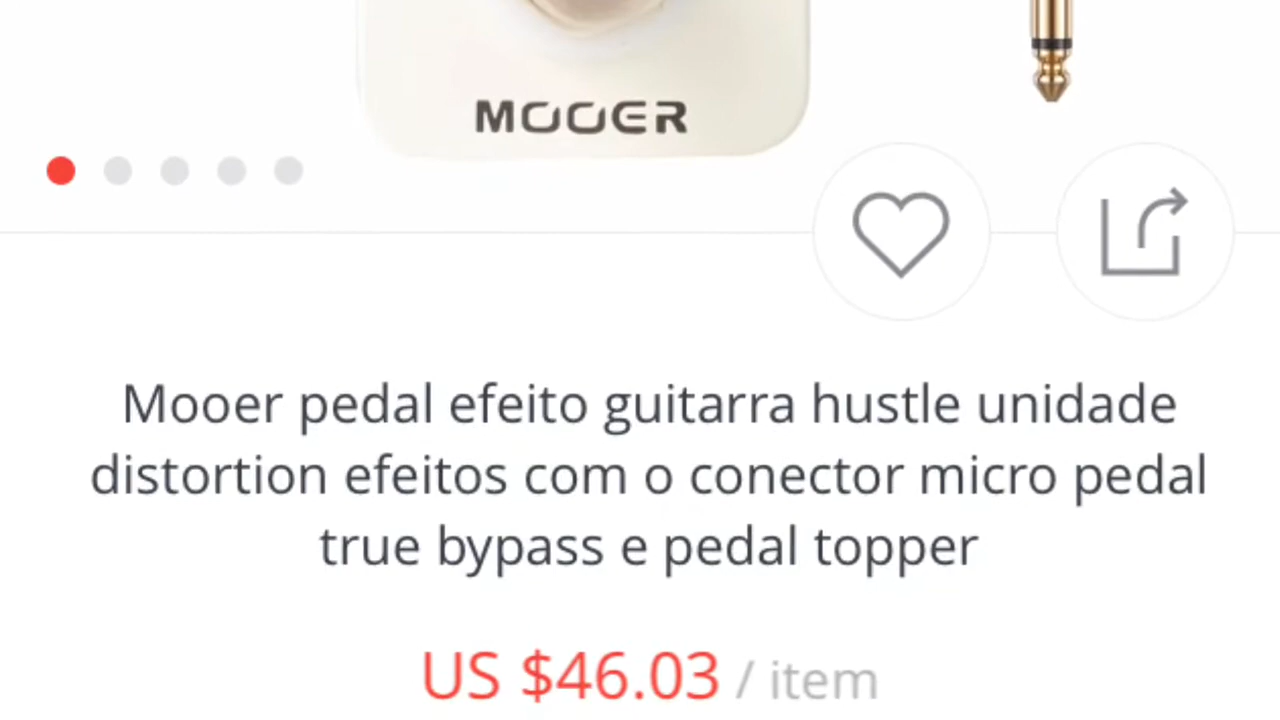 MOOER
Mooer pedal efeito guitarra hustle unidade
distortion efeitos com o conector micro pedal
true bypass e pedal topper
US $46.03 / item